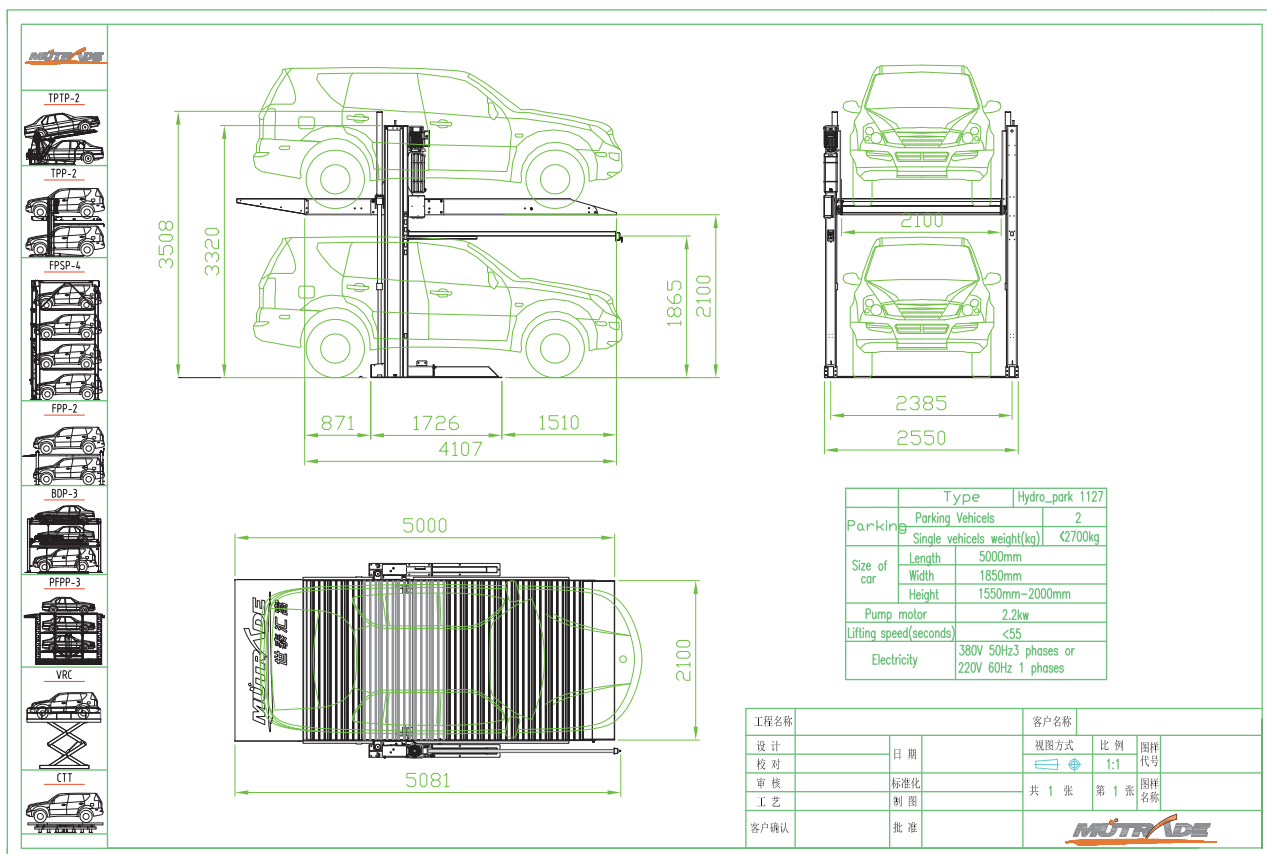 MUTRADE
TPTP-2
TPP-2
FPSP-4
FPP-2
BDP-3
PFPP-3
VRC
CTT
3508
3320
1865
2100
871
1726
1510
4107
2100
2385
2550
5000
2100
5081
MÜTRADE
世泰汇鑫
Type Hydro_park 1127
Parking
Parking Vehicels 2
Single vehicels weight(kg) <2700kg
Size of
car
Length 5000mm
Width 1850mm
Height 1550mm-2000mm
Pump motor 2.2kw
Lifting speed(seconds) <55
Electricity
380V 50Hz3 phases or
220V 60Hz 1 phases
工程名称 客户名称
设计 日期 视图方式 比例 图样
代号
校对 1:1
审核 标准化 共 1 张 第 1 张 图样
名称
工艺 制图
客户确认 批准
MÜTRADE